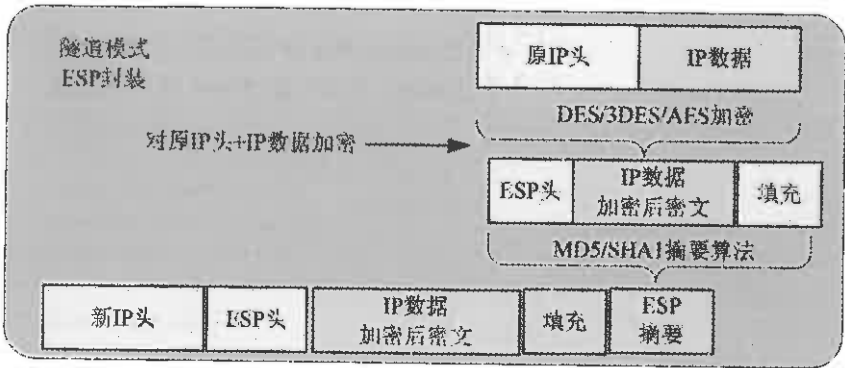 隧道模式
ESP封装
原IP头 IP数据
DES/3DES/AES加密
对原IP头+IP数据加密
ESP头 IP数据 加密后密文 填充
MD5/SHA1摘要算法
新IP头 ESP头 IP数据 加密后密文 填充 ESP 摘要